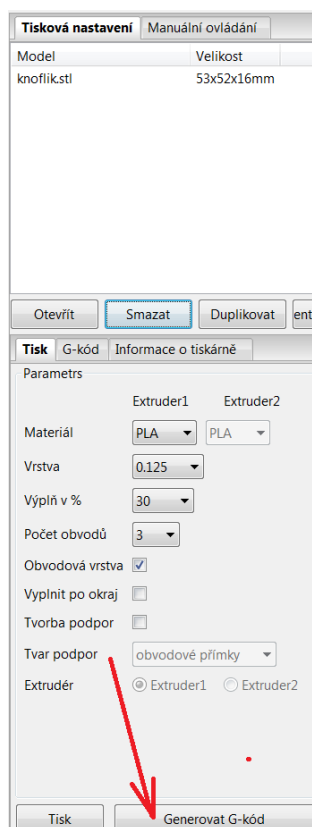 Tisková nastavení Manuální ovládání
Model Velikost
knoflik.stl 53x52x16mm
Otevřít Smazat Duplikovat ent
Tisk G-kód Informace o tiskárně
Parametrs
Extruder1 Extruder2
Materiál PLA PLA
Vrstva 0.125
Výplň v % 30
Počet obvodů 3
Obvodová vrstva
Vyplnit po okraj
Tvorba podpor
Tvar podpor obvodové přímky
Extrudér Extruder1 Extruder2
Tisk Generovat G-kód